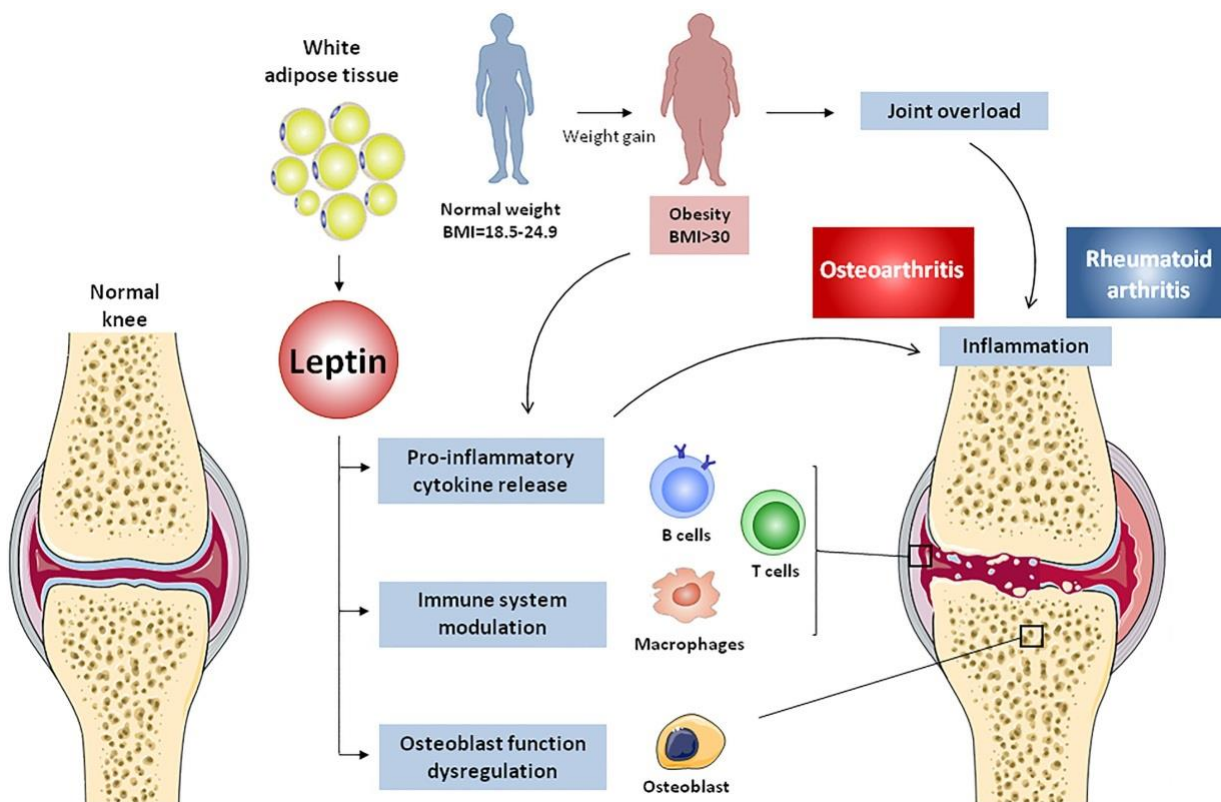 White
adipose tissue
Weight gain
Joint overload
Normal weight
BMI=18.5-24.9
Obesity
BMI>30
Osteoarthritis
Rheumatoid
arthritis
Normal
knee
Leptin
Inflammation
Pro-inflammatory
cytokine release
B cells
T cells
Immune system
modulation
Macrophages
Osteoblast function
dysregulation
Osteoblast